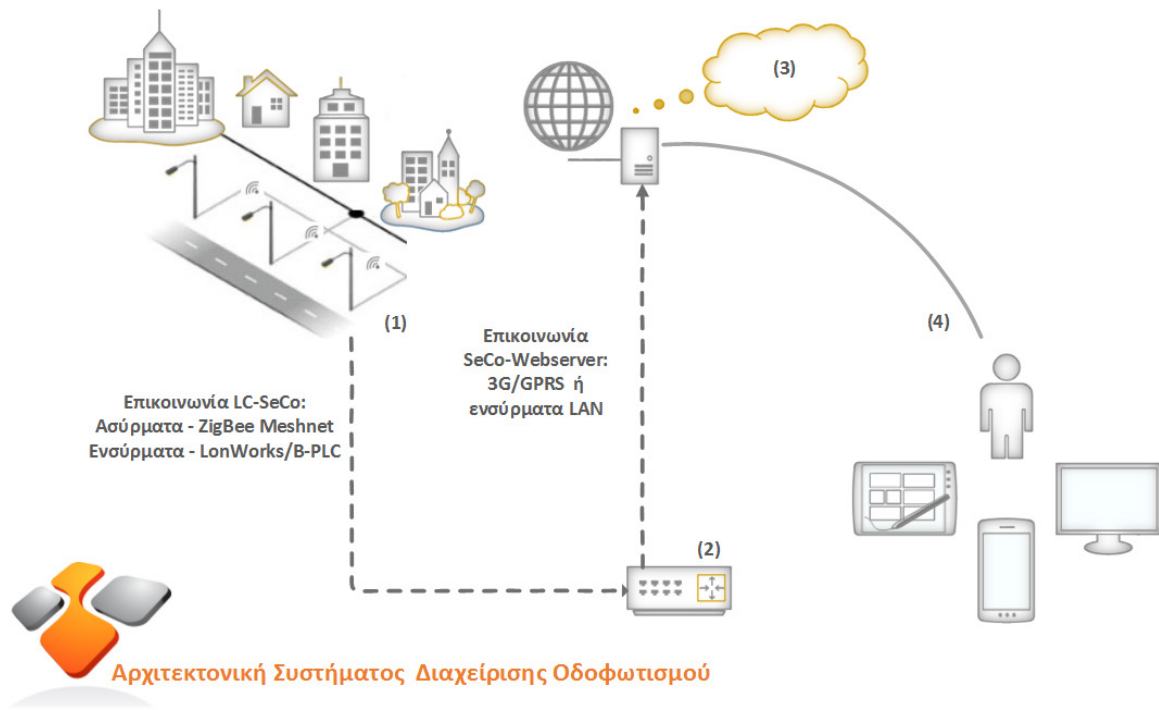 (3)
(1)
(4)
Επικοινωνία
SeCo-Webserver:
3G/GPRS ή
ενσύρματα LAN
Επικοινωνία LC-SeCo:
Ασύρματα - ZigBee Meshnet
Ενσύρματα - LonWorks/B-PLC
(2)
Αρχιτεκτονική Συστήματος Διαχείρισης Οδοφωτισμού